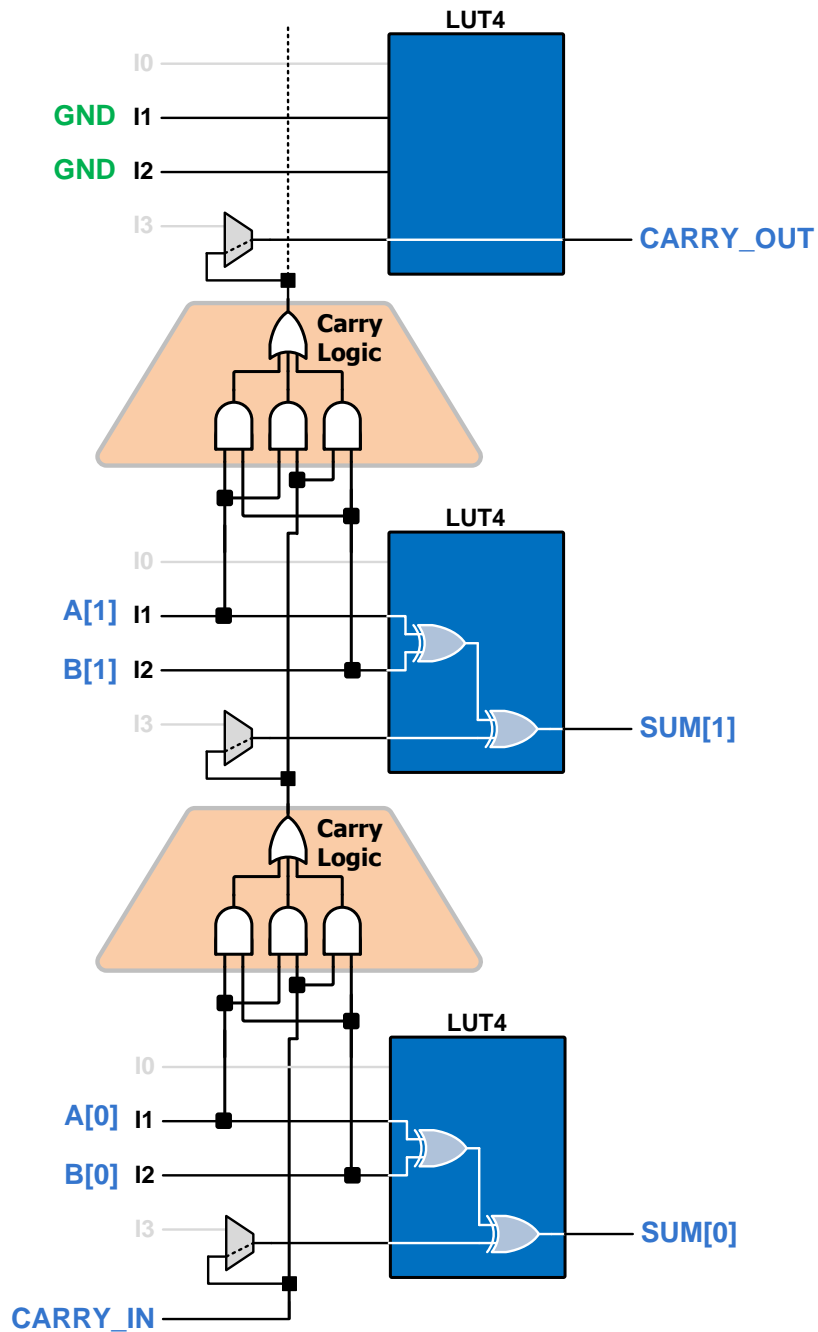 LUT4
I0
GND I1
GND I2
I3
CARRY_OUT
Carry
Logic
LUT4
I0
A[1] I1
B[1] I2
I3
SUM[1]
Carry
Logic
LUT4
I0
A[0] I1
B[0] I2
I3
SUM[0]
CARRY_IN